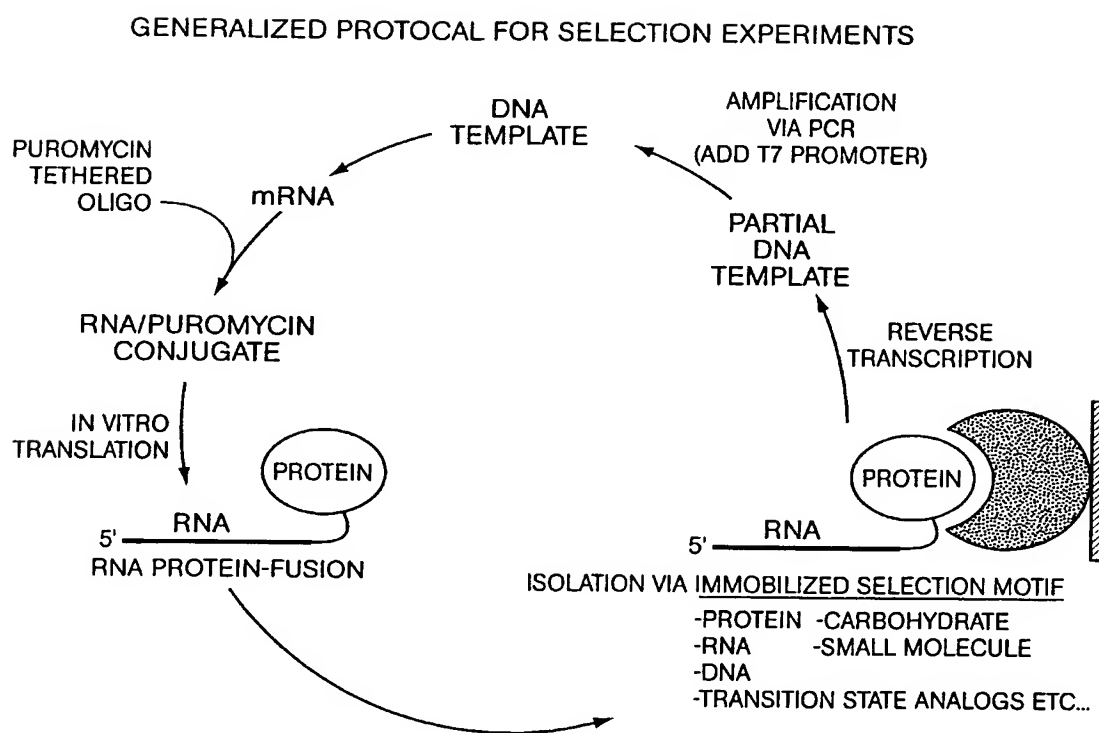 GENERALIZED PROTOCAL FOR SELECTION EXPERIMENTS
DNA
TEMPLATE
AMPLIFICATION
VIA PCR
(ADD T7 PROMOTER)
PUROMYCIN
TETHERED
OLIGO
mRNA
PARTIAL
DNA
TEMPLATE
RNA/PUROMYCIN
CONJUGATE
REVERSE
TRANSCRIPTION
IN VITRO
TRANSLATION
PROTEIN
5' RNA
RNA PROTEIN-FUSION
PROTEIN
5' RNA
ISOLATION VIA IMMOBILIZED SELECTION MOTIF
-PROTEIN -CARBOHYDRATE
-RNA -SMALL MOLECULE
-DNA
-TRANSITION STATE ANALOGS ETC...